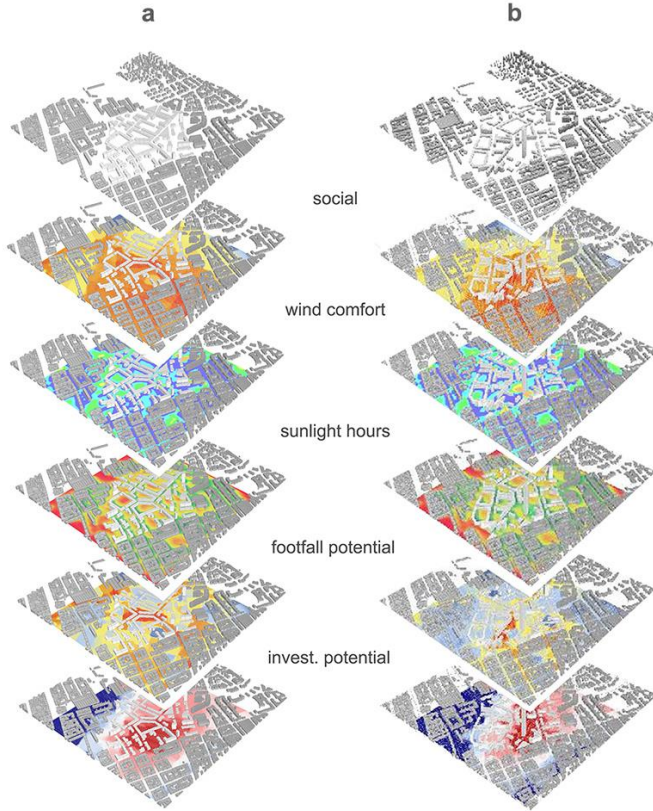 a
b
social
wind comfort
sunlight hours
footfall potential
invest. potential